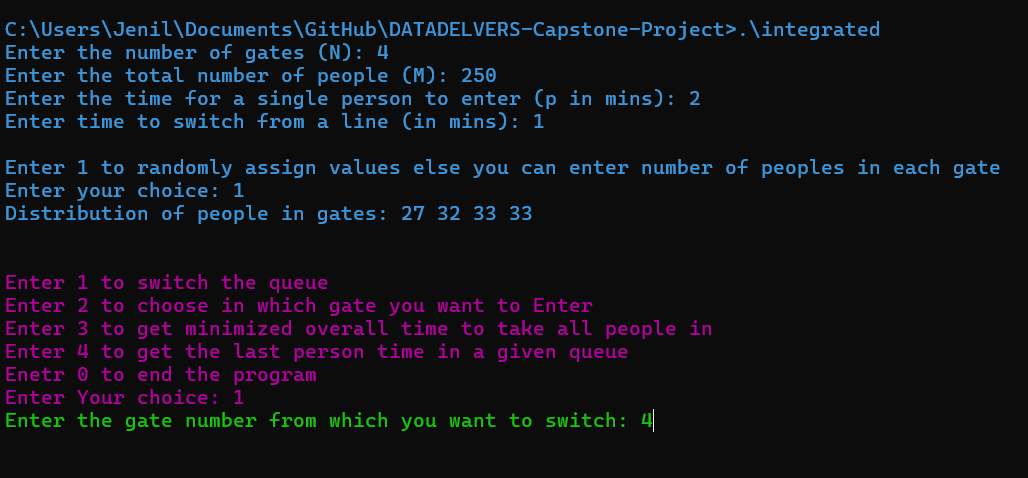 C:\Users\Jenil\Documents\GitHub\DATADELVERS-Capstone-Project>.\integrated
Enter the number of gates (N): 4
Enter the total number of people (M): 250
Enter the time for a single person to enter (p in mins): 2
Enter time to switch from a line (in mins): 1
Enter 1 to randomly assign values else you can enter number of peoples in each gate
Enter your choice: 1
Distribution of people in gates: 27 32 33 33
Enter 1 to switch the queue
Enter 2 to choose in which gate you want to Enter
Enter 3 to get minimized overall time to take all people in
Enter 4 to get the last person time in a given queue
Enetr 0 to end the program
Enter Your choice: 1
Enter the gate number from which you want to switch: 4